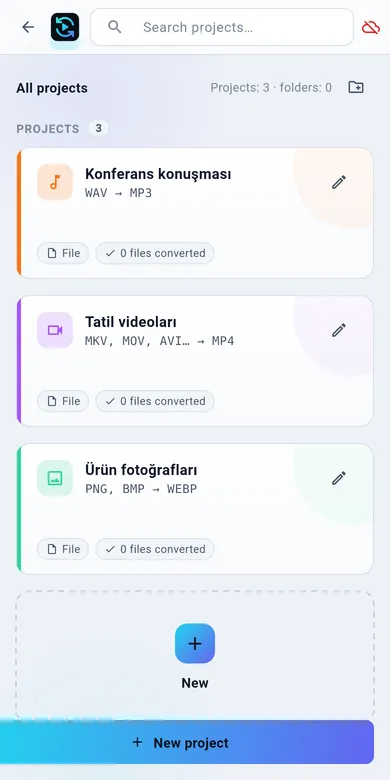 Search projects…
All projects
Projects: 3 · folders: 0
PROJECTS 3
Konferans konuşması
WAV → MP3
File
0 files converted
Tatil videoları
MKV, MOV, AVI… → MP4
File
0 files converted
Ürün fotoğrafları
PNG, BMP → WEBP
File
0 files converted
New
New project